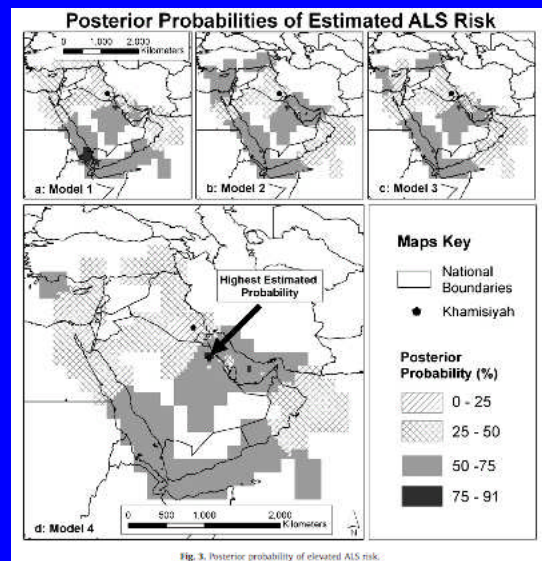 Posterior Probabilities of Estimated ALS Risk
0 500 1,000 2,000
Kilometers
a: Model 1
b: Model 2
c: Model 3
Highest Estimated
Probability
Maps Key
National
Boundaries
Khamisiyah
Posterior
Probability (%)
0 - 25
25 - 50
50 -75
75 - 91
d: Model 4
0 500 1,000 2,000
Kilometers
N
Fig. 3. Posterior probability of elevated ALS risk.